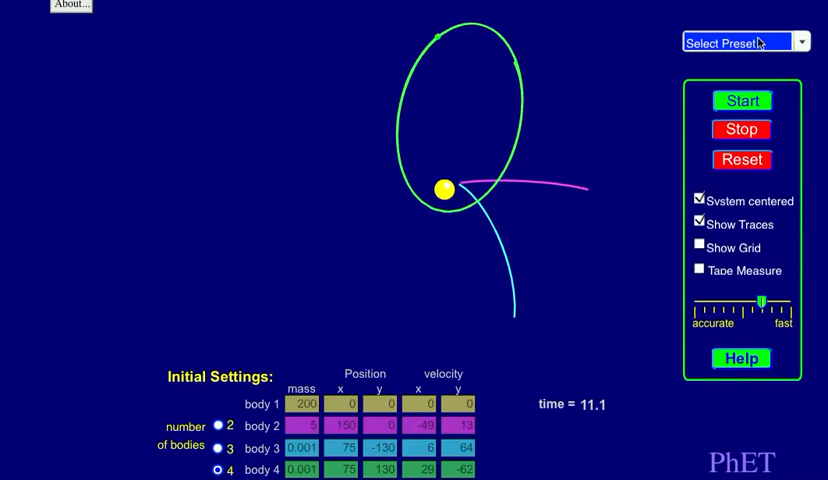 About...
Select Preset
Start
Stop
Reset
System centered
Show Traces
Show Grid
Tape Measure
accurate fast
Help
Initial Settings:
Position velocity
mass x y x y
body 1 200 0 0 0 0
number of bodies
2 body 2 5 150 0 -49 13
3 body 3 0.001 75 -130 6 64
4 body 4 0.001 75 130 29 -62
time = 11.1
PhET